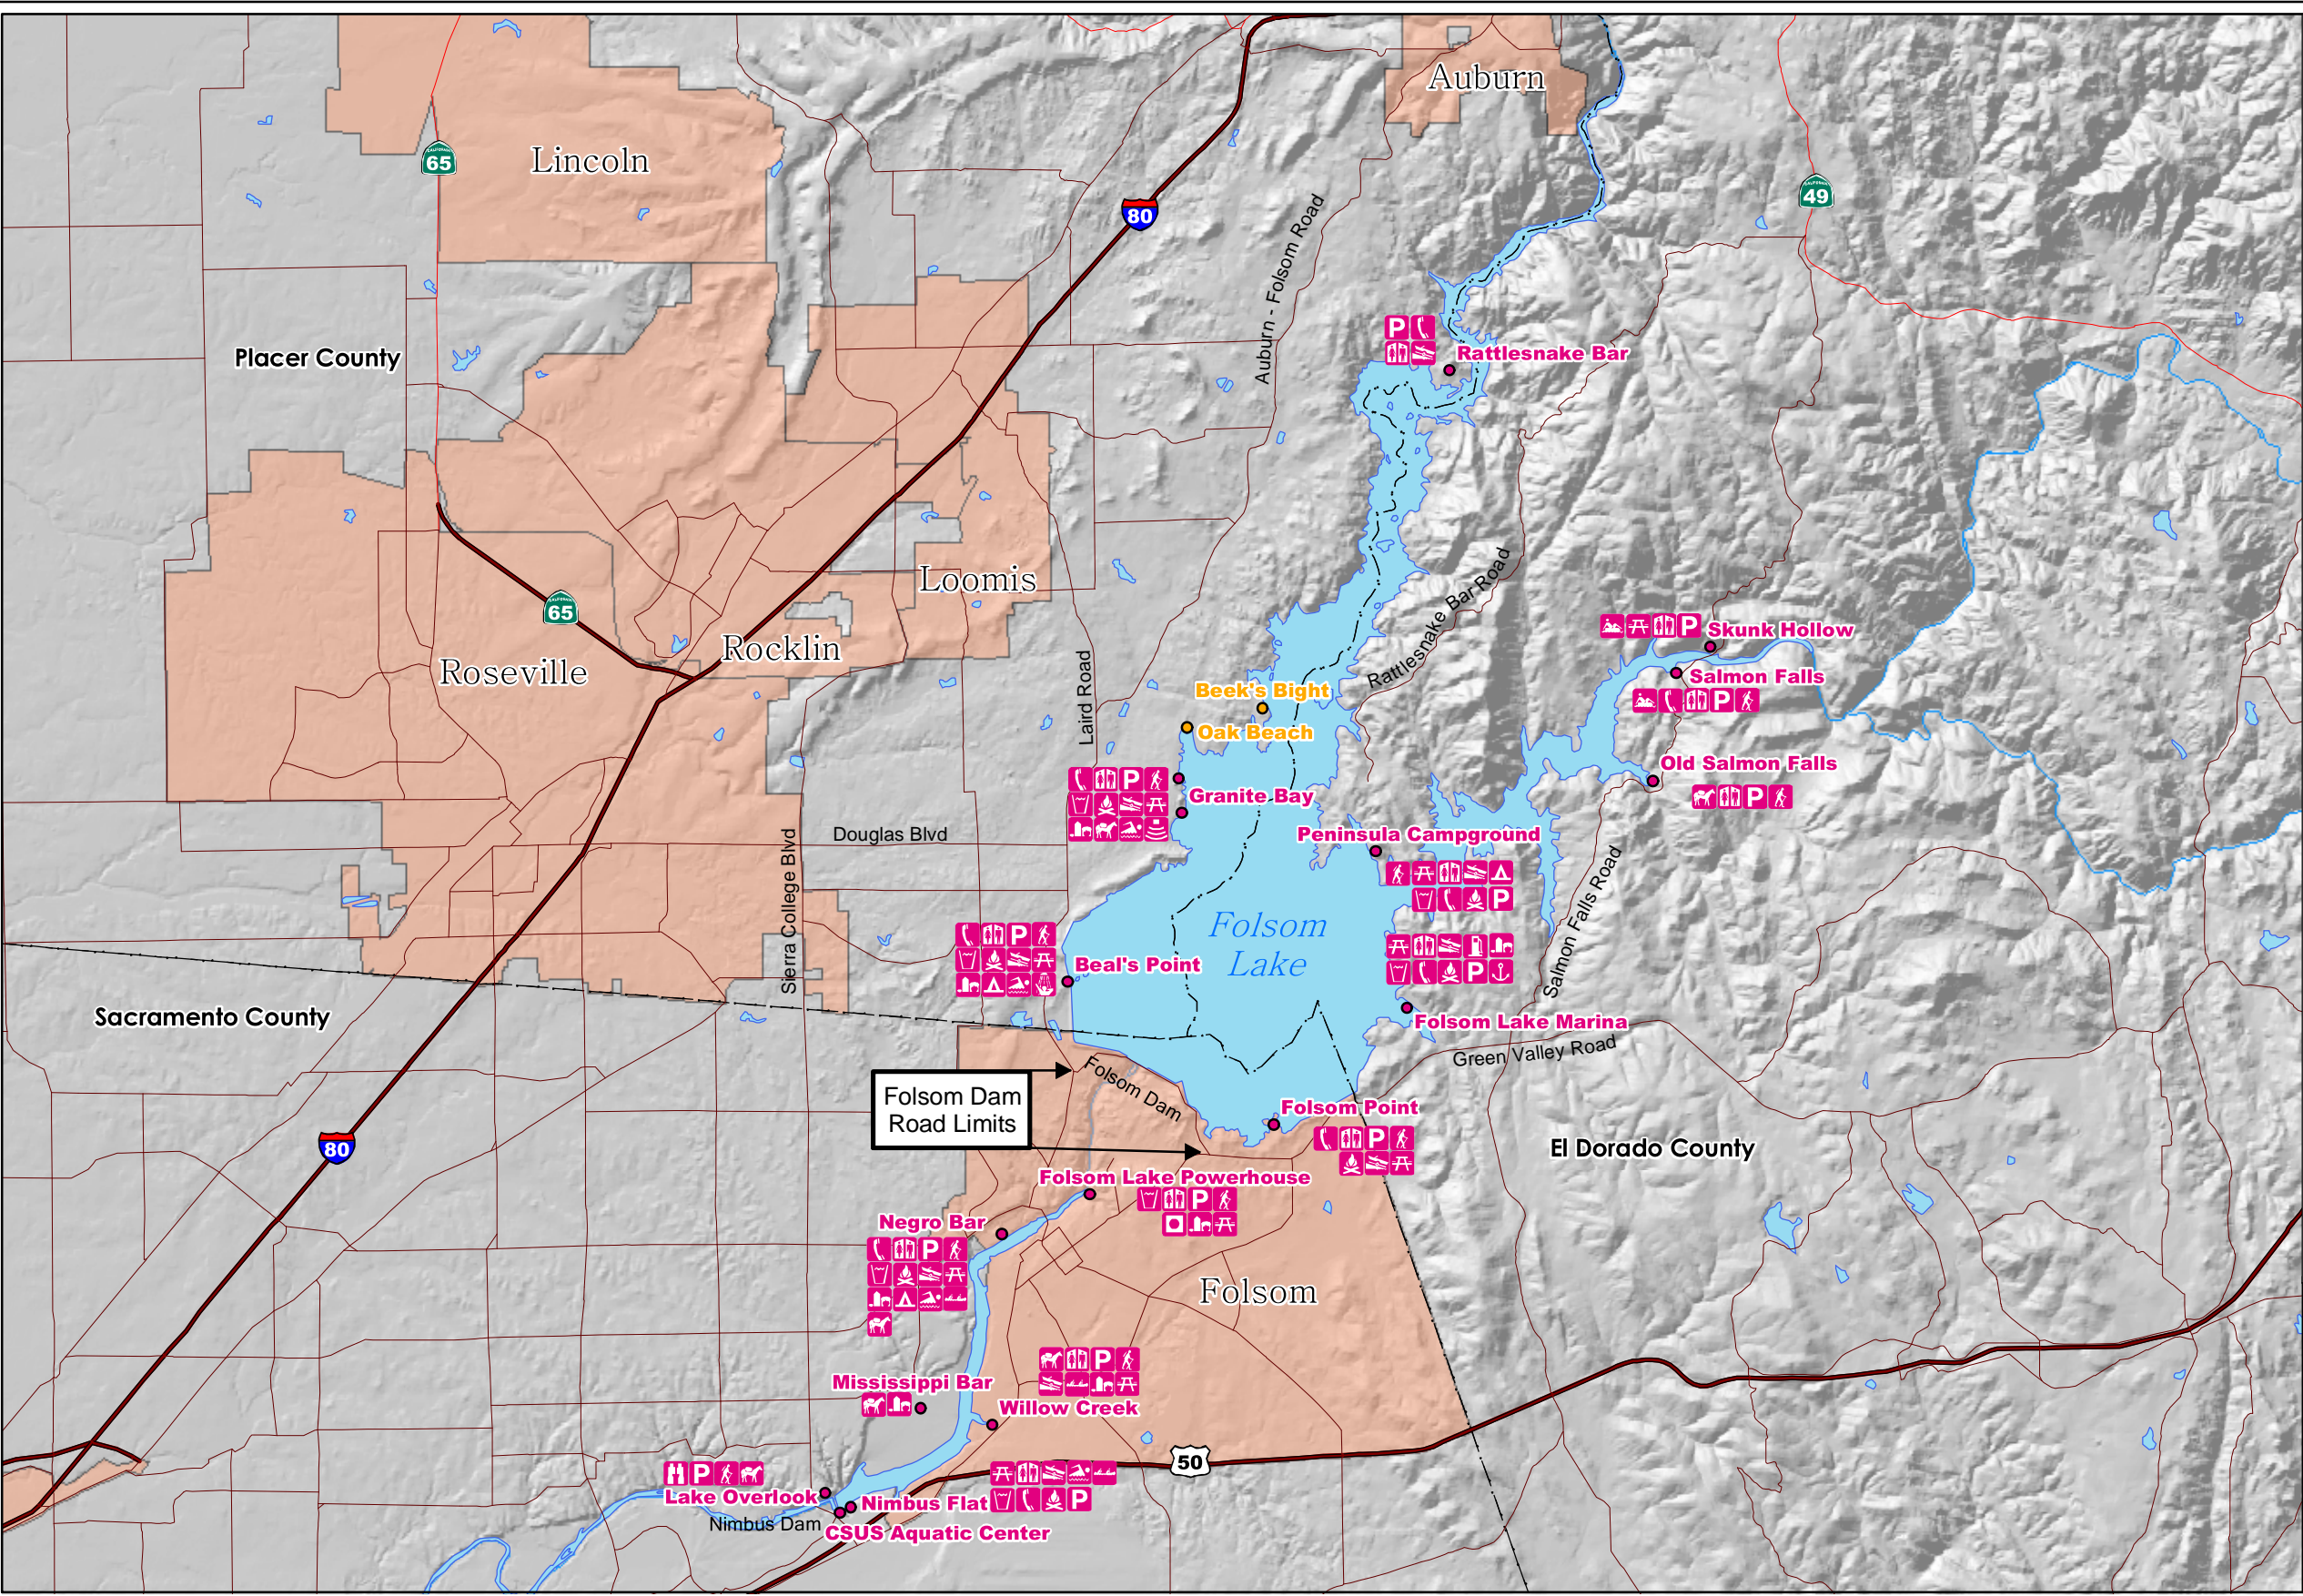 Auburn
Lincoln
65
49
80
Auburn - Folsom Road
P
Rattlesnake Bar
Placer County
Loomis
65
Rattlesnake Bar Road
Rocklin
Roseville
P
Skunk Hollow
Salmon Falls
P
Laird Road
Beek's Bight
Oak Beach
Old Salmon Falls
P
P
Granite Bay
Douglas Blvd
Sierra College Blvd
Peninsula Campground
P
Salmon Falls Road
Folsom
Lake
P
Beal's Point
P
Sacramento County
Folsom Lake Marina
Green Valley Road
Folsom Dam
Folsom Dam
Road Limits
Folsom Point
P
80
El Dorado County
Folsom Lake Powerhouse
P
Negro Bar
P
Folsom
P
Mississippi Bar
Willow Creek
50
P
Lake Overlook
Nimbus Flat
P
Nimbus Dam
CSUS Aquatic Center